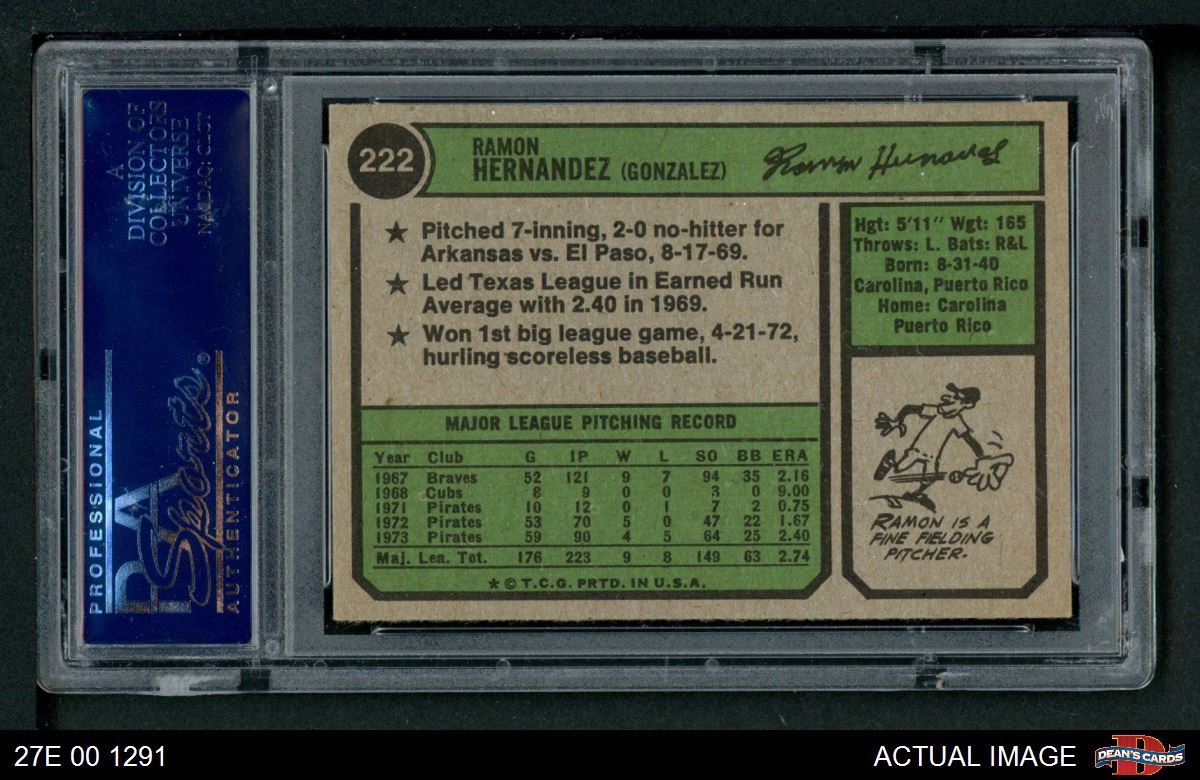 A
DIVISION OF
COLLECTORS
UNIVERSE
NASDAQ: CLCT
PROFESSIONAL
PSA
Sports®
AUTHENTICATOR
222
RAMON
HERNANDEZ (GONZALEZ)
Ramon Hernandez
★ Pitched 7-inning, 2-0 no-hitter for
Arkansas vs. El Paso, 8-17-69.
★ Led Texas League in Earned Run
Average with 2.40 in 1969.
★ Won 1st big league game, 4-21-72,
hurling scoreless baseball.
MAJOR LEAGUE PITCHING RECORD
Year Club G IP W L SO BB ERA
1967 Braves 52 121 9 7 94 35 2.16
1968 Cubs 8 9 0 0 3 0 9.00
1971 Pirates 10 12 0 1 7 2 0.75
1972 Pirates 53 70 5 0 47 22 1.67
1973 Pirates 59 90 4 5 64 25 2.40
Maj. Lea. Tot. 176 223 9 8 149 63 2.74
★ © T.C.G. PRTD. IN U.S.A.
Hgt: 5'11" Wgt: 165
Throws: L. Bats: R&L
Born: 8-31-40
Carolina, Puerto Rico
Home: Carolina
Puerto Rico
RAMON IS A
FINE FIELDING
PITCHER.
27E 00 1291
ACTUAL IMAGE
DEAN'S CARDS